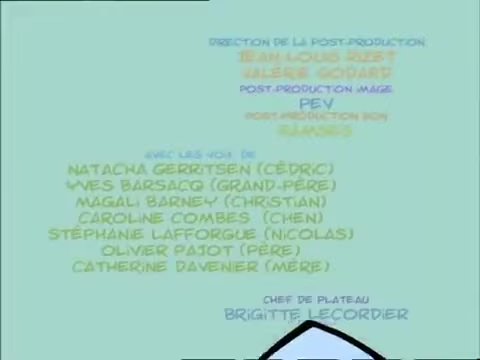 DIRECTION DE LA POST-PRODUCTION
JEAN-LOUIS RIZET
VALÉRIE GODARD
POST-PRODUCTION IMAGE
PEV
POST-PRODUCTION SON
RAMSES
AVEC LES VOIX DE
NATACHA GERRITSEN (CÉDRIC)
YVES BARSACQ (GRAND-PÈRE)
MAGALI BARNEY (CHRISTIAN)
CAROLINE COMBES (CHEN)
STÉPHANIE LAFFORGUE (NICOLAS)
OLIVIER PAJOT (PÈRE)
CATHERINE DAVENIER (MÈRE)
CHEF DE PLATEAU
BRIGITTE LECORDIER